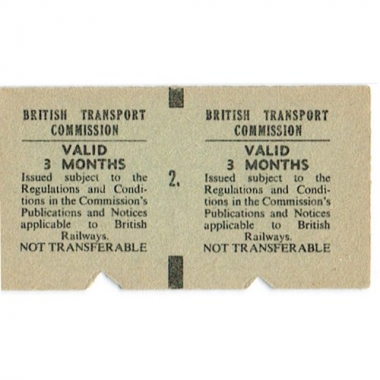 BRITISH TRANSPORT
COMMISSION
VALID
3 MONTHS
Issued subject to the
Regulations and Condi-
tions in the Commission's
Publications and Notices
applicable to British
Railways.
NOT TRANSFERABLE
2.
BRITISH TRANSPORT
COMMISSION
VALID
3 MONTHS
Issued subject to the
Regulations and Condi-
tions in the Commission's
Publications and Notices
applicable to British
Railways.
NOT TRANSFERABLE